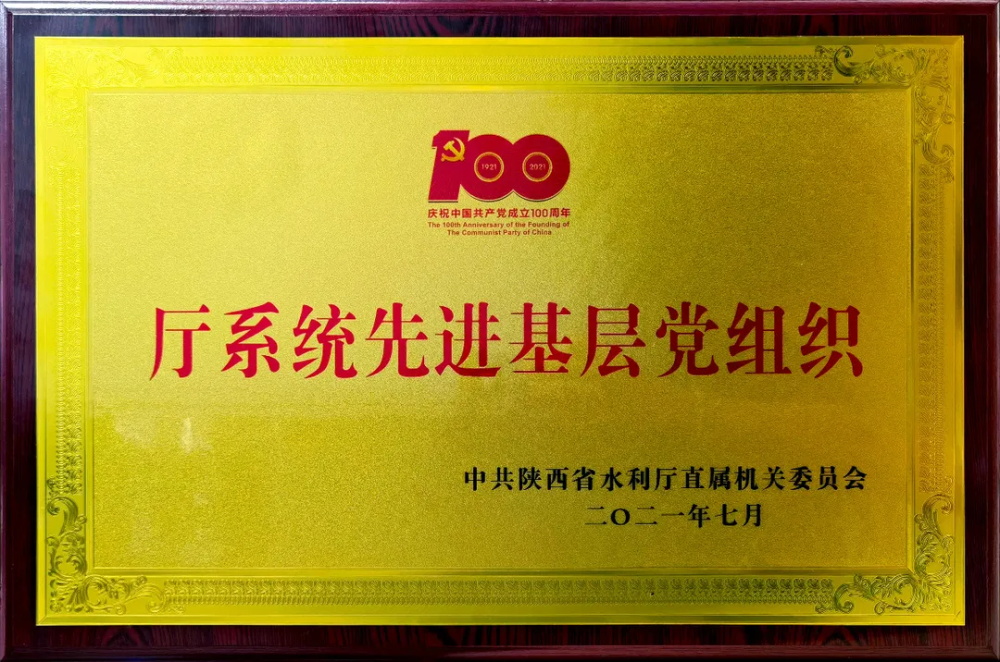 100
1921 2021
庆祝中国共产党成立100周年
The 100th Anniversary of the Founding of
The Communist Party of China
厅系统先进基层党组织
中共陕西省水利厅直属机关委员会
二〇二一年七月